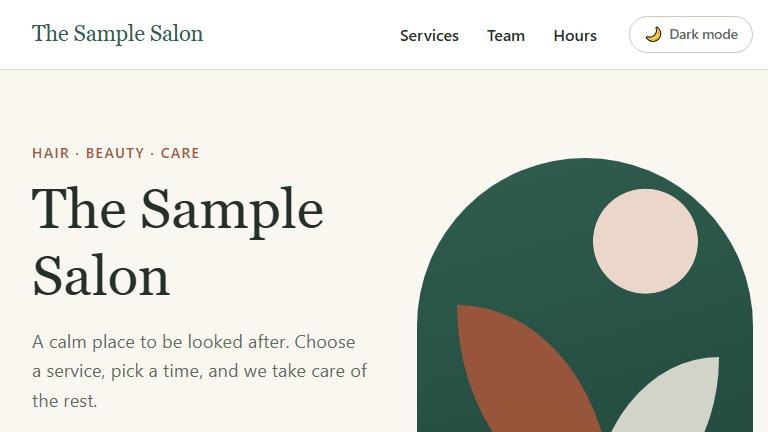 The Sample Salon
Services Team Hours 🌙 Dark mode
HAIR · BEAUTY · CARE
The Sample
Salon
A calm place to be looked after. Choose
a service, pick a time, and we take care of
the rest.